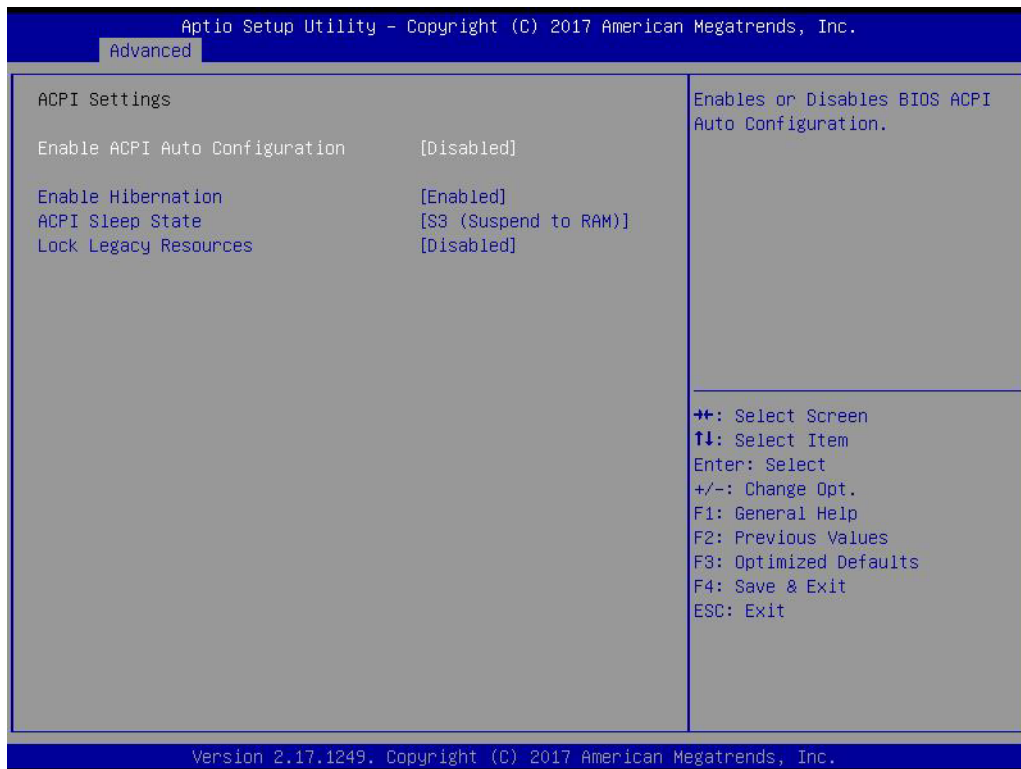 Aptio Setup Utility – Copyright (C) 2017 American Megatrends, Inc.
Advanced
ACPI Settings
Enable ACPI Auto Configuration [Disabled]
Enable Hibernation [Enabled]
ACPI Sleep State [S3 (Suspend to RAM)]
Lock Legacy Resources [Disabled]
Enables or Disables BIOS ACPI
Auto Configuration.
→←: Select Screen
↑↓: Select Item
Enter: Select
+/-: Change Opt.
F1: General Help
F2: Previous Values
F3: Optimized Defaults
F4: Save & Exit
ESC: Exit
Version 2.17.1249. Copyright (C) 2017 American Megatrends, Inc.